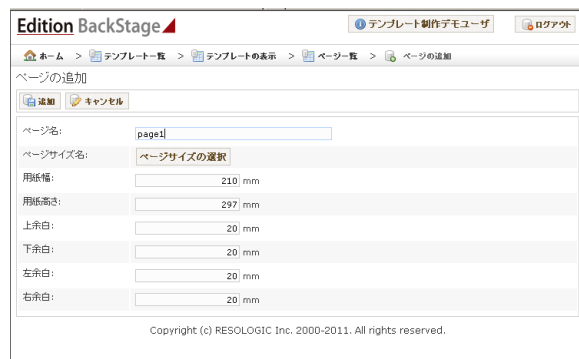 Edition BackStage テンプレート制作デモユーザ ログアウト
ホーム > テンプレート一覧 > テンプレートの表示 > ページ一覧 > ページの追加
ページの追加
追加 キャンセル
ページ名: page1
ページサイズ名: ページサイズの選択
用紙幅: 210 mm
用紙高さ: 297 mm
上余白: 20 mm
下余白: 20 mm
左余白: 20 mm
右余白: 20 mm
Copyright (c) RESOLOGIC Inc. 2000-2011. All rights reserved.